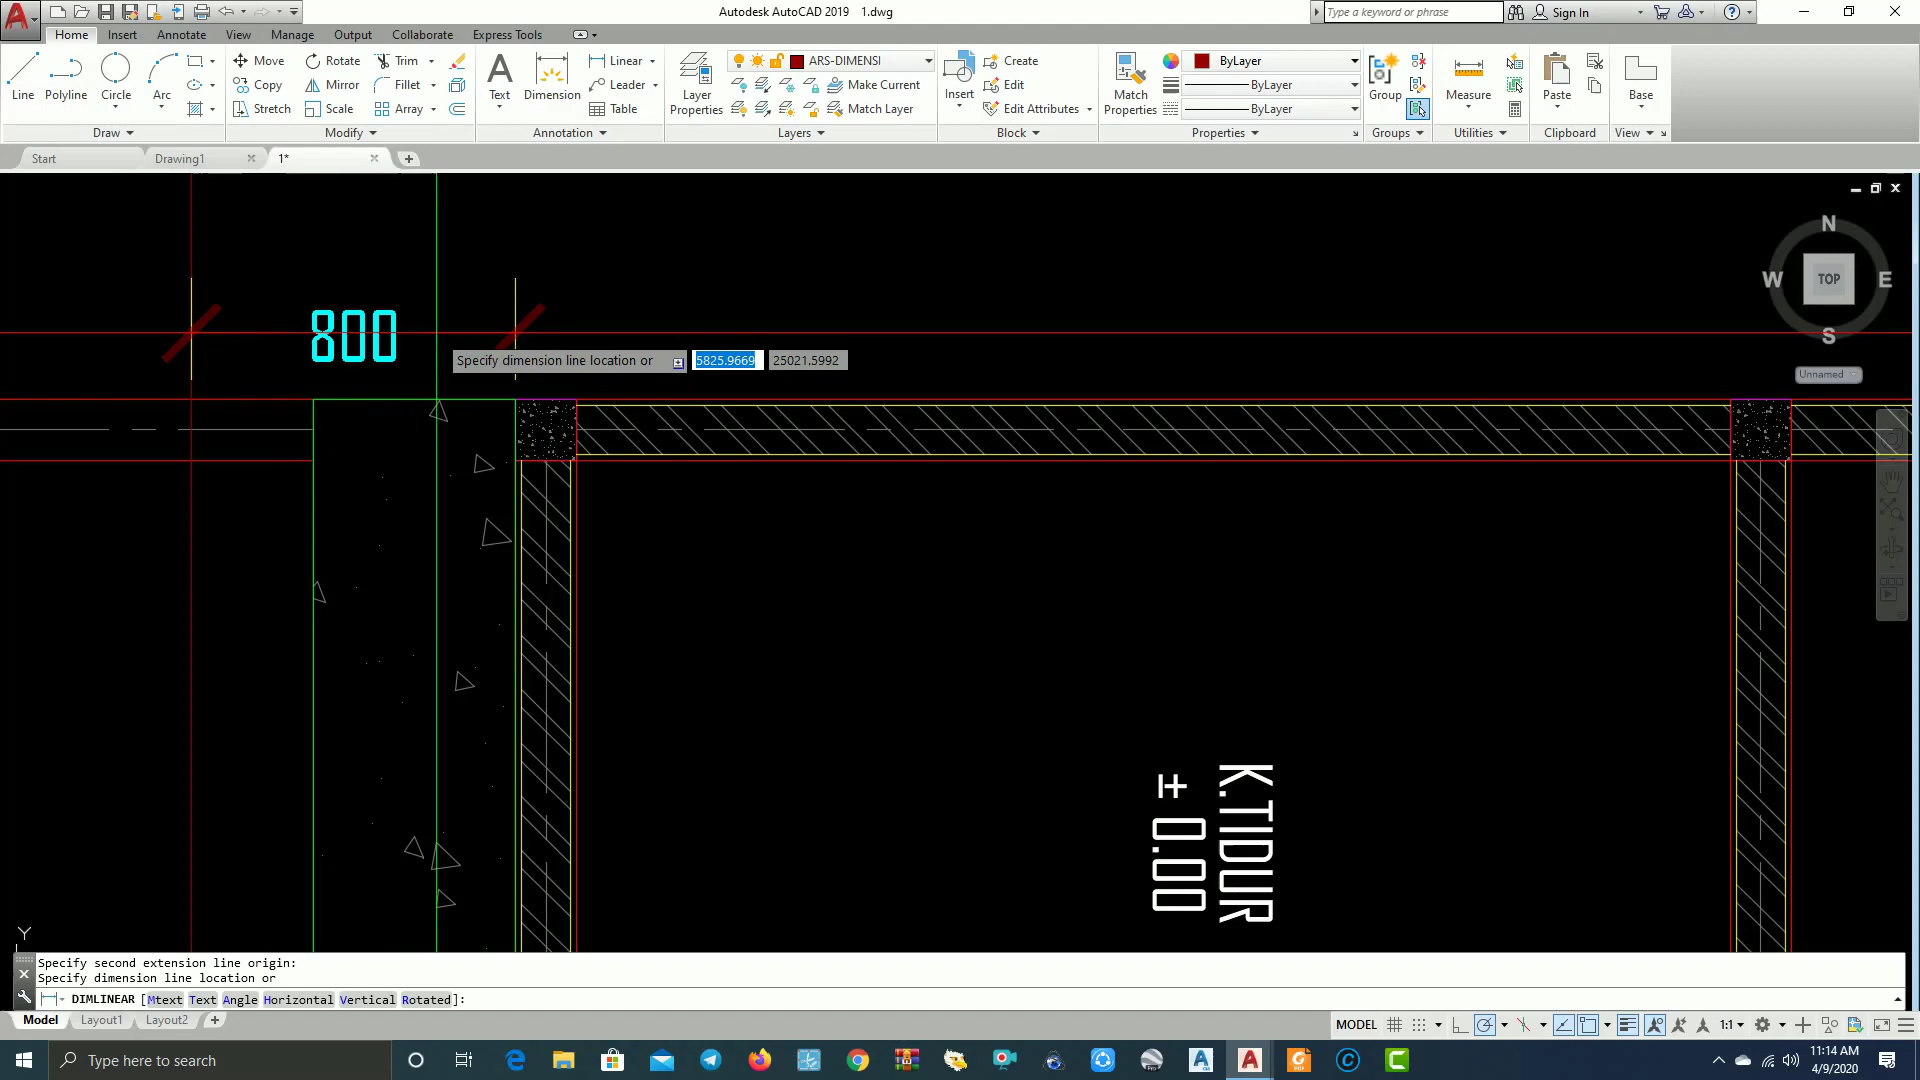 Autodesk AutoCAD 2019 1.dwg
Type a keyword or phrase
Sign In
Home Insert Annotate View Manage Output Collaborate Express Tools
Line
Polyline
Circle
Arc
Move
Copy
Stretch
Rotate
Mirror
Scale
Trim
Fillet
Array
Text
Dimension
Linear
Leader
Table
Layer
Properties
ARS-DIMENSI
Make Current
Match Layer
Insert
Create
Edit
Edit Attributes
Match
Properties
ByLayer
ByLayer
ByLayer
Group
Measure
Paste
Base
Draw
Modify
Annotation
Layers
Block
Properties
Groups
Utilities
Clipboard
View
Start
Drawing1
1*
N
W
TOP
E
S
Unnamed
800
Specify dimension line location or
5825.9669
25021.5992
K.TIDUR
± 0.00
Y
Specify second extension line origin:
Specify dimension line location or
DIMLINEAR [Mtext Text Angle Horizontal Vertical Rotated]:
Model Layout1 Layout2
MODEL
1:1
Type here to search
11:14 AM
4/9/2020